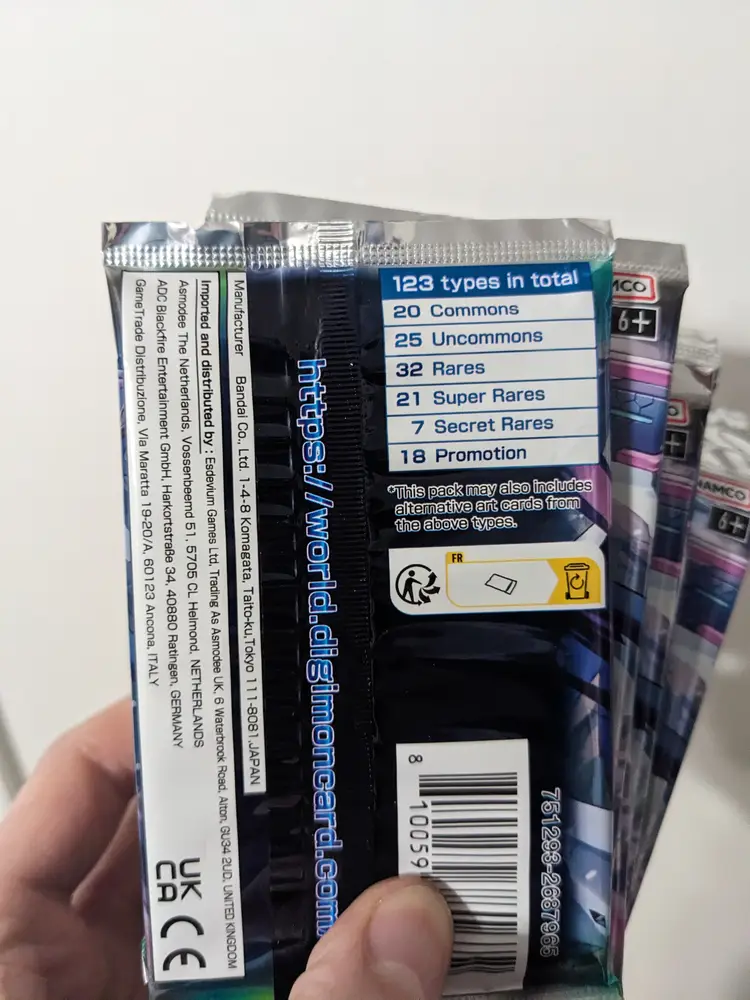 123 types in total
20 Commons
25 Uncommons
32 Rares
21 Super Rares
7 Secret Rares
18 Promotion
*This pack may also includes
alternative art cards from
the above types.
FR
8 10059
751293-2687965
https://world.digimoncard.com
Manufacturer Bandai Co., Ltd. 1-4-8 Komagata, Taito-ku,Tokyo 111-8081,JAPAN
Imported and distributed by : Esdevium Games Ltd, Trading As Asmodee UK, 6 Waterbrook Road, Alton, GU34 2UD, UNITED KINGDOM
Asmodee The Netherlands, Vossenbeemd 51, 5705 CL Helmond, NETHERLANDS
ADC Blackfire Entertainment GmbH, Harkortstraße 34, 40880 Ratingen, GERMANY
GameTrade Distribuzione, Via Maratta 19-20/A, 60123 Ancona, ITALY
UK
CA
CE
MCO
6+
O
+
NAMCO
6+